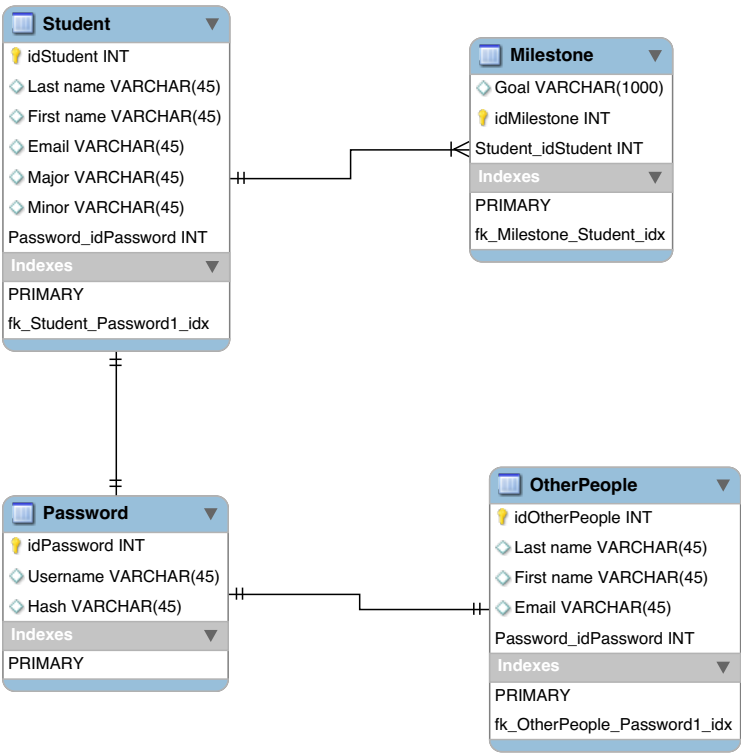 Student
idStudent INT
Last name VARCHAR(45)
First name VARCHAR(45)
Email VARCHAR(45)
Major VARCHAR(45)
Minor VARCHAR(45)
Password_idPassword INT
Indexes
PRIMARY
fk_Student_Password1_idx
Milestone
Goal VARCHAR(1000)
idMilestone INT
Student_idStudent INT
Indexes
PRIMARY
fk_Milestone_Student_idx
Password
idPassword INT
Username VARCHAR(45)
Hash VARCHAR(45)
Indexes
PRIMARY
OtherPeople
idOtherPeople INT
Last name VARCHAR(45)
First name VARCHAR(45)
Email VARCHAR(45)
Password_idPassword INT
Indexes
PRIMARY
fk_OtherPeople_Password1_idx